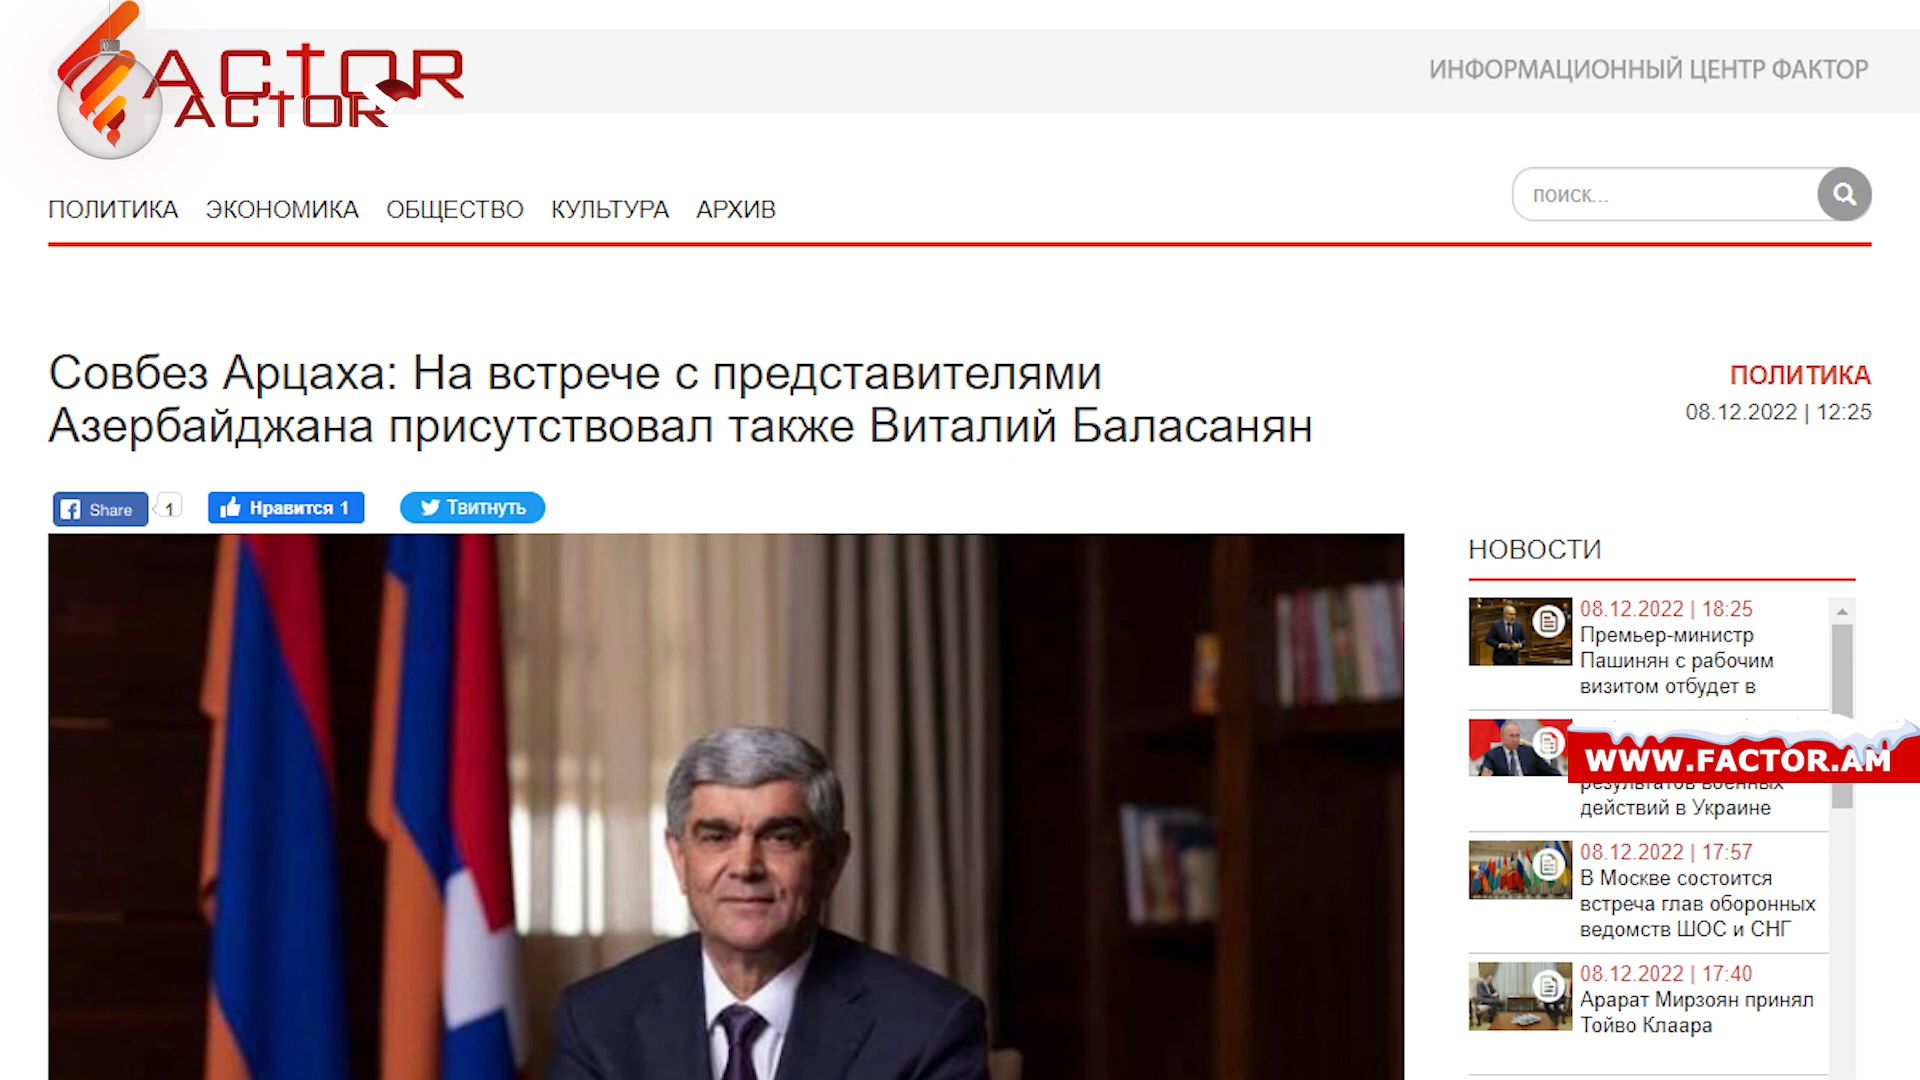 ACTOR
ACTOR
ИНФОРМАЦИОННЫЙ ЦЕНТР ФАКТОР
ПОЛИТИКА ЭКОНОМИКА ОБЩЕСТВО КУЛЬТУРА АРХИВ
поиск...
Совбез Арцаха: На встрече с представителями
Азербайджана присутствовал также Виталий Баласанян
ПОЛИТИКА
08.12.2022 | 12:25
Share 1
Нравится 1
Твитнуть
НОВОСТИ
08.12.2022 | 18:25
Премьер-министр
Пашинян с рабочим
визитом отбудет в
WWW.FACTOR.AM
результатов военных
действий в Украине
08.12.2022 | 17:57
В Москве состоится
встреча глав оборонных
ведомств ШОС и СНГ
08.12.2022 | 17:40
Арарат Мирзоян принял
Тойво Клаара